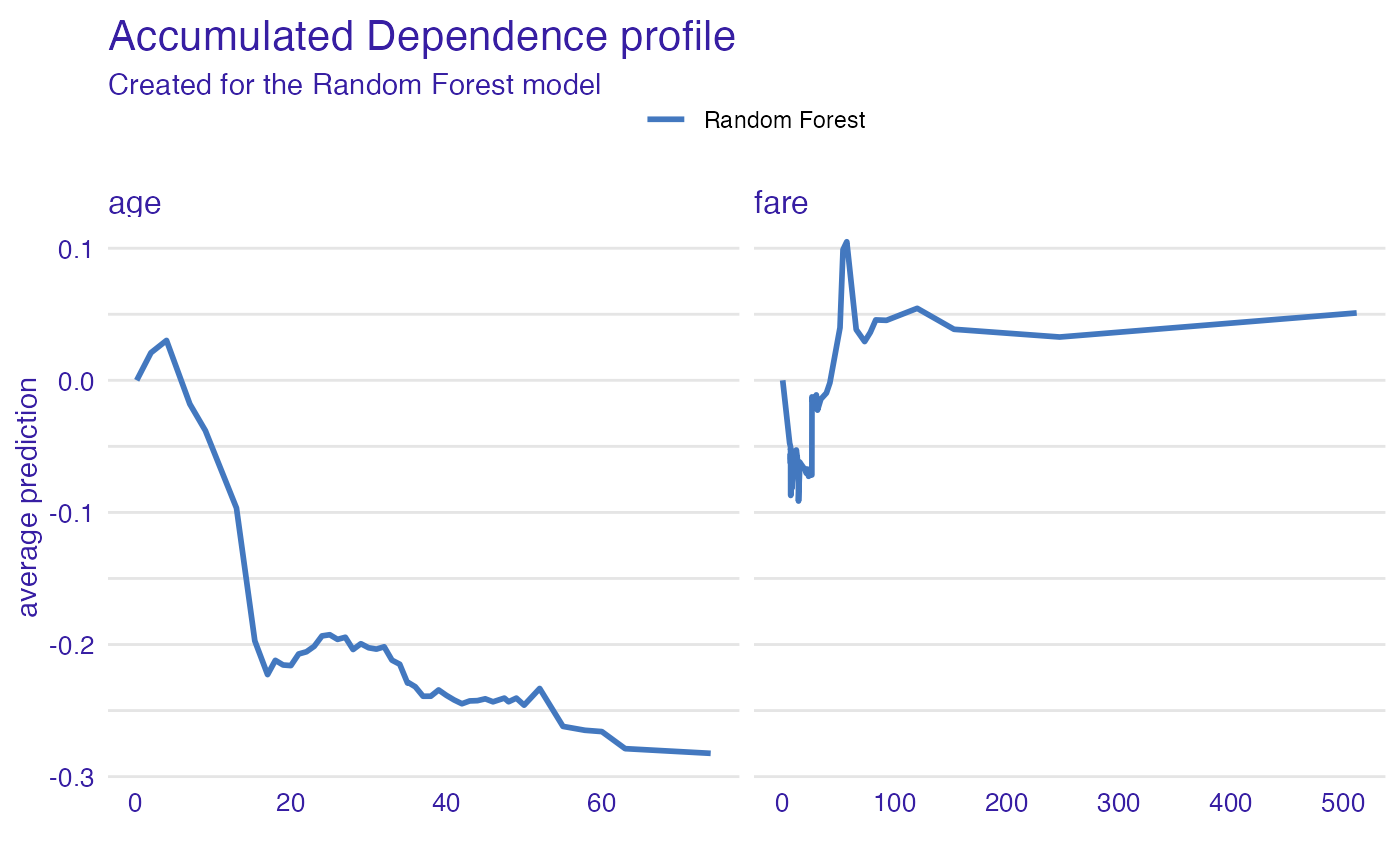 Accumulated Dependence profile
Created for the Random Forest model
Random Forest
age
fare
average prediction
0.1
0.0
-0.1
-0.2
-0.3
0 20 40 60
0 100 200 300 400 500